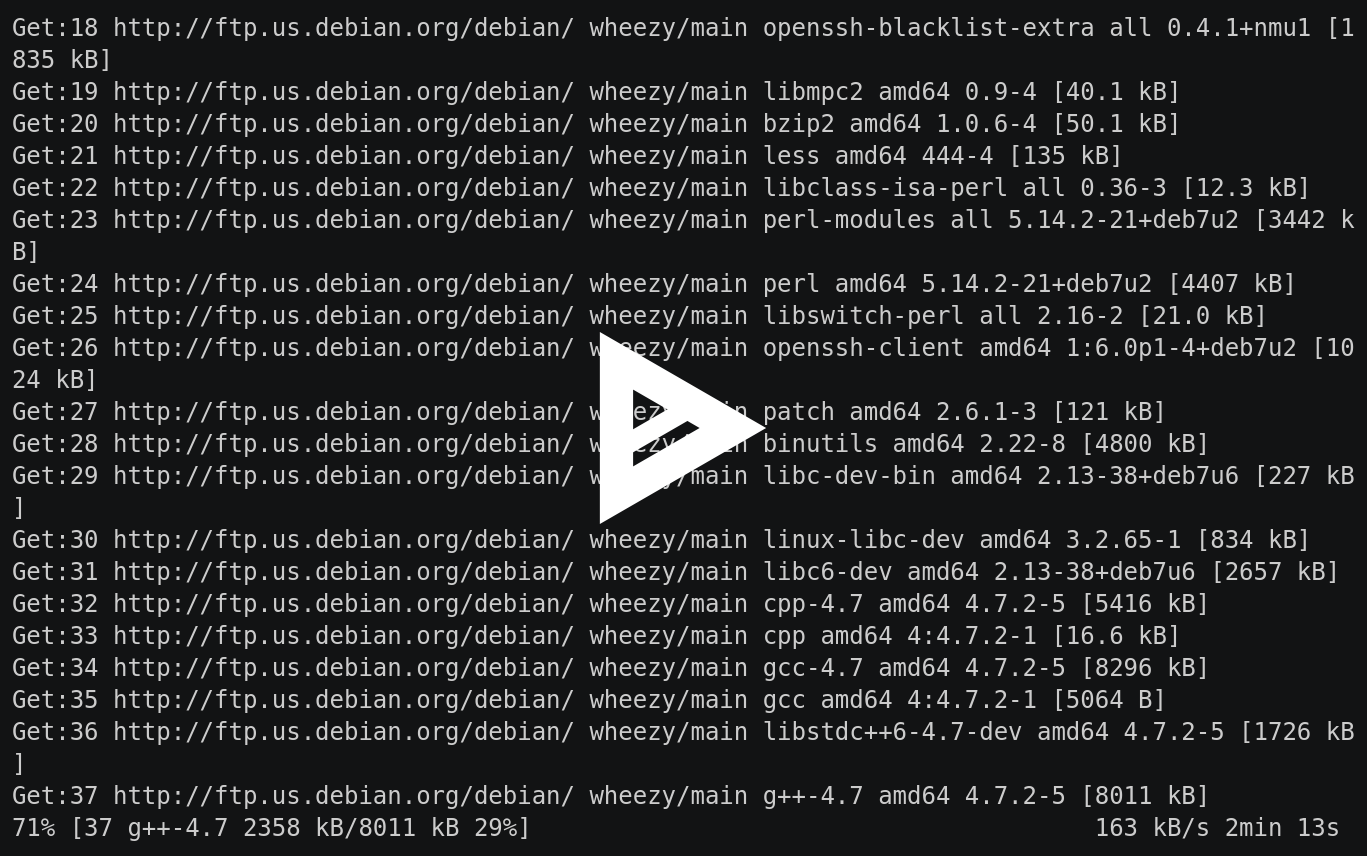 Get:18 http://ftp.us.debian.org/debian/ wheezy/main openssh-blacklist-extra all 0.4.1+nmu1 [1
835 kB]
Get:19 http://ftp.us.debian.org/debian/ wheezy/main libmpc2 amd64 0.9-4 [40.1 kB]
Get:20 http://ftp.us.debian.org/debian/ wheezy/main bzip2 amd64 1.0.6-4 [50.1 kB]
Get:21 http://ftp.us.debian.org/debian/ wheezy/main less amd64 444-4 [135 kB]
Get:22 http://ftp.us.debian.org/debian/ wheezy/main libclass-isa-perl all 0.36-3 [12.3 kB]
Get:23 http://ftp.us.debian.org/debian/ wheezy/main perl-modules all 5.14.2-21+deb7u2 [3442 k
B]
Get:24 http://ftp.us.debian.org/debian/ wheezy/main perl amd64 5.14.2-21+deb7u2 [4407 kB]
Get:25 http://ftp.us.debian.org/debian/ wheezy/main libswitch-perl all 2.16-2 [21.0 kB]
Get:26 http://ftp.us.debian.org/debian/ wheezy/main openssh-client amd64 1:6.0p1-4+deb7u2 [10
24 kB]
Get:27 http://ftp.us.debian.org/debian/ patch amd64 2.6.1-3 [121 kB]
Get:28 http://ftp.us.debian.org/debian/ binutils amd64 2.22-8 [4800 kB]
Get:29 http://ftp.us.debian.org/debian/ wheezy/main libc-dev-bin amd64 2.13-38+deb7u6 [227 kB
]
Get:30 http://ftp.us.debian.org/debian/ wheezy/main linux-libc-dev amd64 3.2.65-1 [834 kB]
Get:31 http://ftp.us.debian.org/debian/ wheezy/main libc6-dev amd64 2.13-38+deb7u6 [2657 kB]
Get:32 http://ftp.us.debian.org/debian/ wheezy/main cpp-4.7 amd64 4.7.2-5 [5416 kB]
Get:33 http://ftp.us.debian.org/debian/ wheezy/main cpp amd64 4:4.7.2-1 [16.6 kB]
Get:34 http://ftp.us.debian.org/debian/ wheezy/main gcc-4.7 amd64 4.7.2-5 [8296 kB]
Get:35 http://ftp.us.debian.org/debian/ wheezy/main gcc amd64 4:4.7.2-1 [5064 B]
Get:36 http://ftp.us.debian.org/debian/ wheezy/main libstdc++6-4.7-dev amd64 4.7.2-5 [1726 kB
]
Get:37 http://ftp.us.debian.org/debian/ wheezy/main g++-4.7 amd64 4.7.2-5 [8011 kB]
71% [37 g++-4.7 2358 kB/8011 kB 29%] 163 kB/s 2min 13s